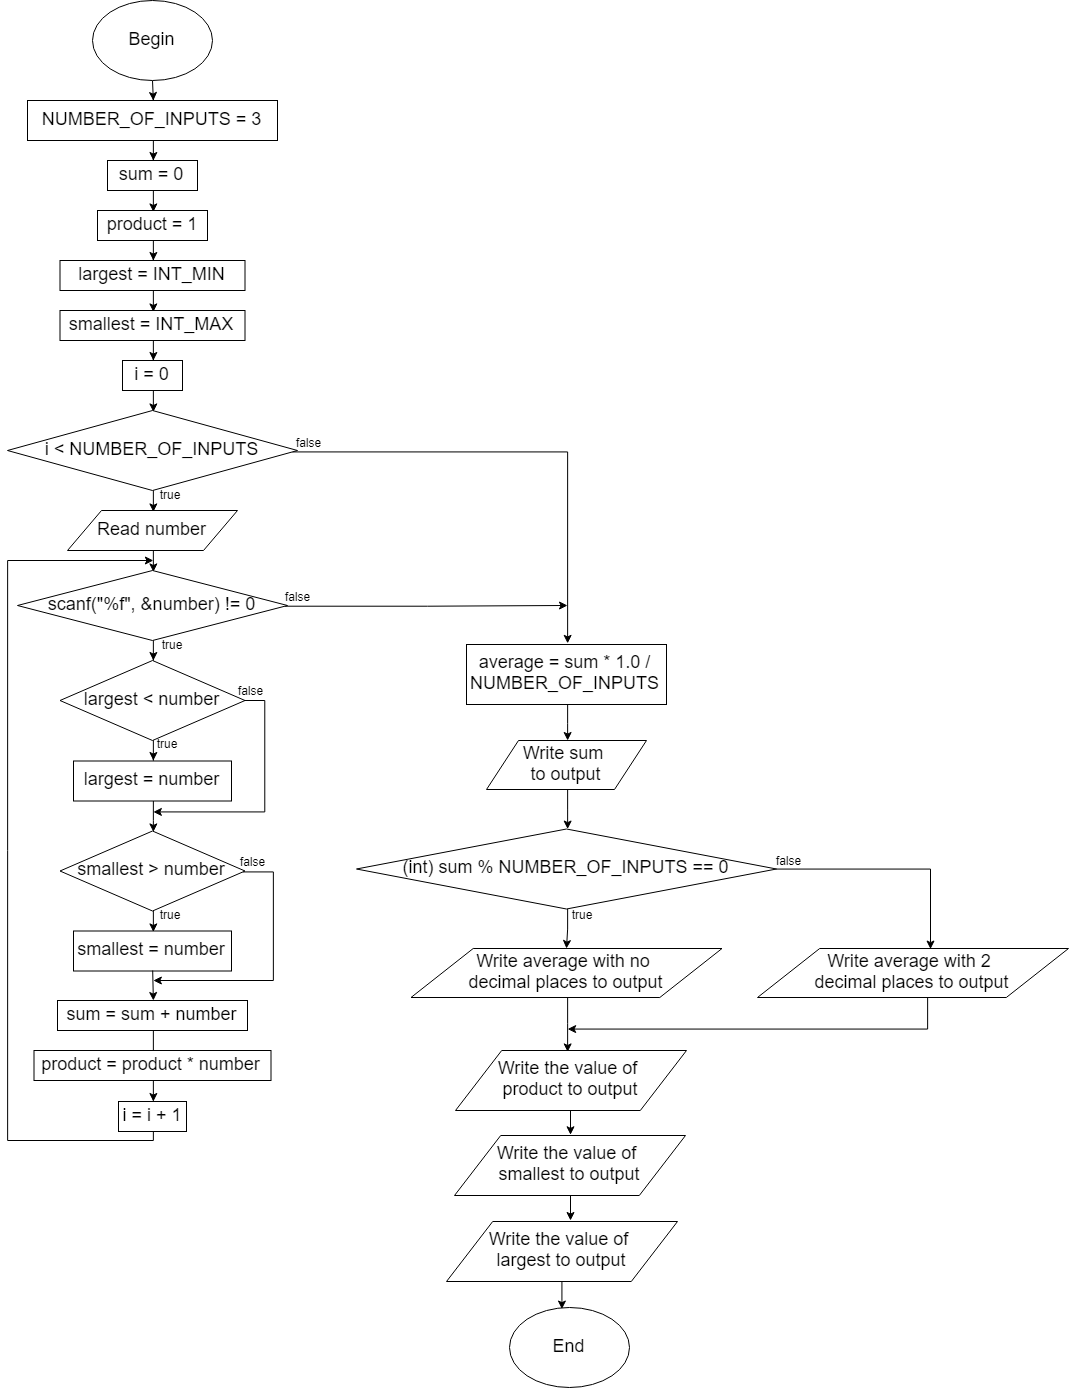 Begin
NUMBER_OF_INPUTS = 3
sum = 0
product = 1
largest = INT_MIN
smallest = INT_MAX
i = 0
i < NUMBER_OF_INPUTS
false
true
Read number
scanf("%f", &number) != 0
false
true
largest < number
false
true
largest = number
smallest > number
false
true
smallest = number
sum = sum + number
product = product * number
i = i + 1
average = sum * 1.0 /
NUMBER_OF_INPUTS
Write sum
to output
(int) sum % NUMBER_OF_INPUTS == 0
false
true
Write average with no
decimal places to output
Write average with 2
decimal places to output
Write the value of
product to output
Write the value of
smallest to output
Write the value of
largest to output
End